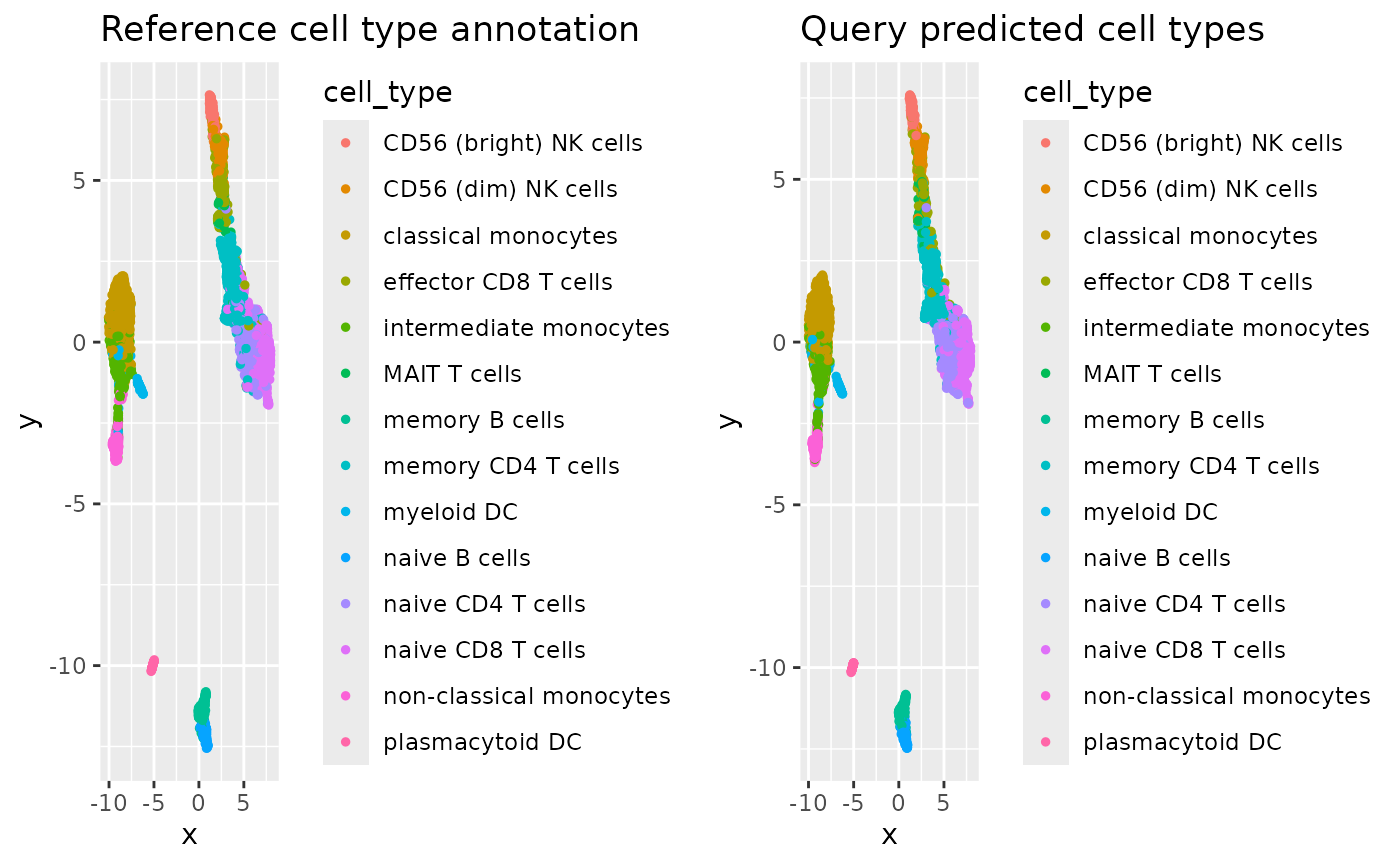 Reference cell type annotation
cell_type
CD56 (bright) NK cells
CD56 (dim) NK cells
classical monocytes
effector CD8 T cells
intermediate monocytes
MAIT T cells
memory B cells
memory CD4 T cells
myeloid DC
naive B cells
naive CD4 T cells
naive CD8 T cells
non-classical monocytes
plasmacytoid DC
5
0
-5
-10
y
-10 -5 0 5
x
Query predicted cell types
cell_type
CD56 (bright) NK cells
CD56 (dim) NK cells
classical monocytes
effector CD8 T cells
intermediate monocytes
MAIT T cells
memory B cells
memory CD4 T cells
myeloid DC
naive B cells
naive CD4 T cells
naive CD8 T cells
non-classical monocytes
plasmacytoid DC
5
0
-5
-10
y
-10 -5 0 5
x